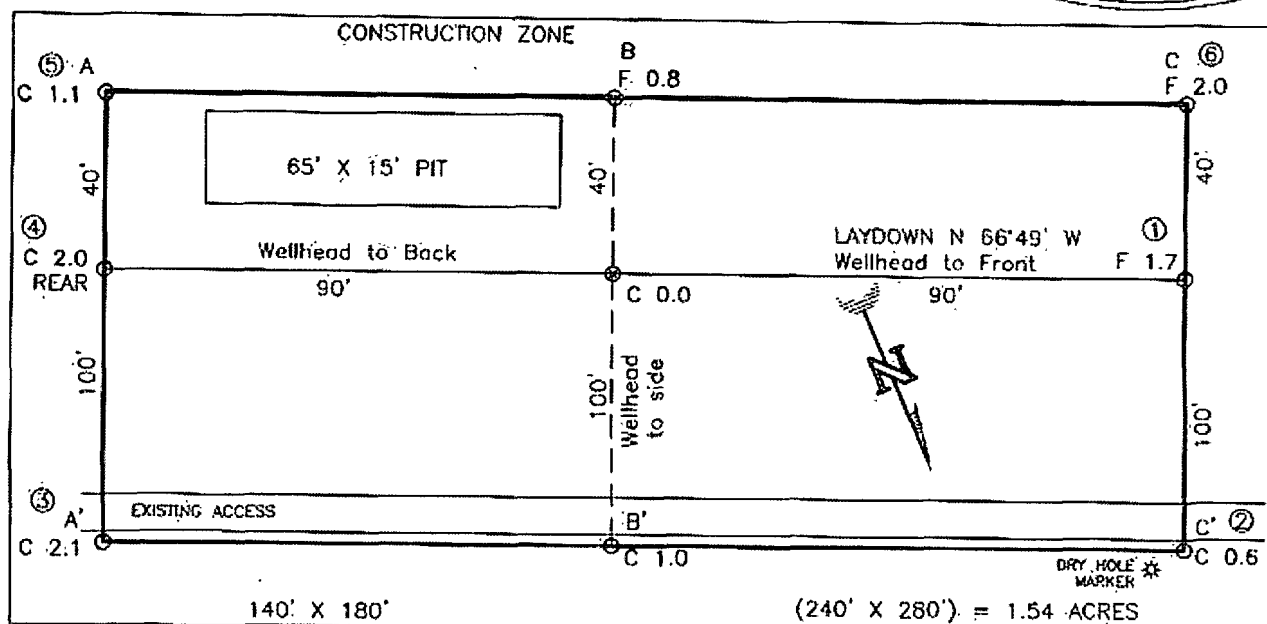 CONSTRUCTION ZONE
⑤ A
C 1.1
B
F 0.8
C ⑥
F 2.0
40'
65' X 15' PIT
40'
40'
④
C 2.0
REAR
Wellhead to Back
90'
C 0.0
LAYDOWN N 66°49' W
Wellhead to Front
90'
①
F 1.7
100'
100'
Wellhead
to side
N
100'
③
A'
C 2.1
EXISTING ACCESS
B'
C 1.0
C' ②
C 0.6
DRY HOLE
MARKER
140' X 180'
(240' X 280') = 1.54 ACRES